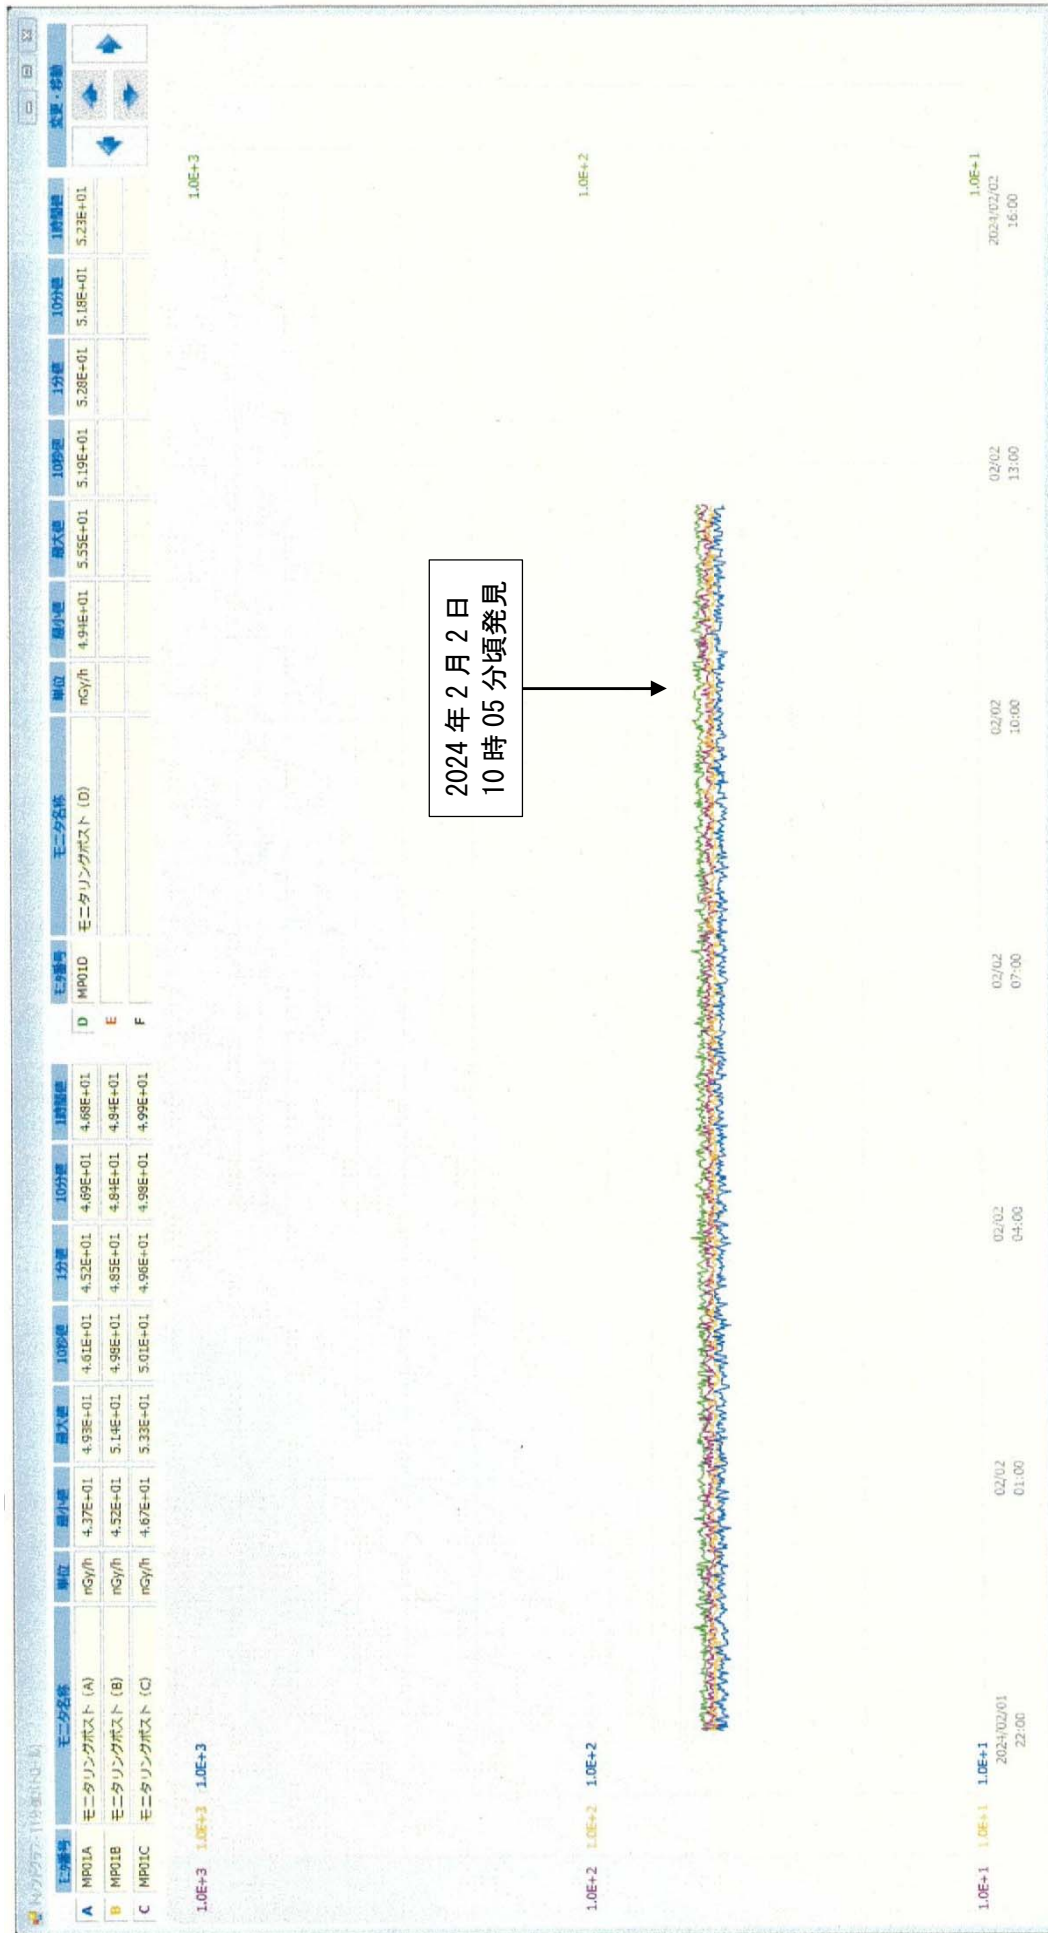 モニタ番号 モニタ名称 単位 最小値 最大値 10秒値 1分値 10分値 1時間値
A MP01A モニタリングポスト(A) nGy/h 4.37E+01 4.93E+01 4.61E+01 4.52E+01 4.69E+01 4.68E+01
B MP01B モニタリングポスト(B) nGy/h 4.52E+01 5.14E+01 4.98E+01 4.85E+01 4.84E+01 4.84E+01
C MP01C モニタリングポスト(C) nGy/h 4.67E+01 5.33E+01 5.01E+01 4.96E+01 4.98E+01 4.99E+01
モニタ番号 モニタ名称 単位 最小値 最大値 10秒値 1分値 10分値 1時間値 変更・移動
D MP01D モニタリングポスト(D) nGy/h 4.94E+01 5.55E+01 5.19E+01 5.28E+01 5.18E+01 5.23E+01
E
F
1.0E+3 1.0E+3 1.0E+3 1.0E+3
2024年2月2日
10時05分頃発見
1.0E+2 1.0E+2 1.0E+2 1.0E+2
1.0E+1 1.0E+1 1.0E+1 1.0E+1
2024/02/01 02/02 02/02 02/02 02/02 02/02 2024/02/02
22:00 01:00 04:00 07:00 10:00 13:00 16:00